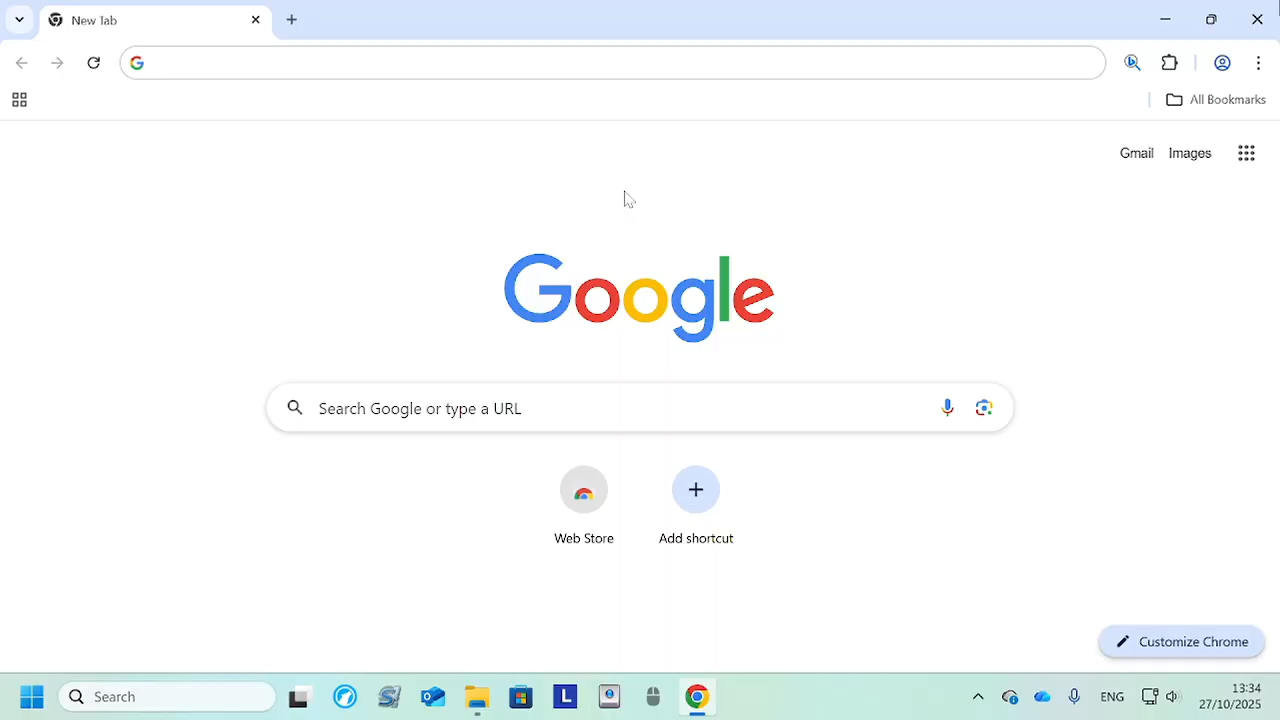 New Tab
All Bookmarks
Gmail Images
Google
Search Google or type a URL
Web Store
Add shortcut
Customize Chrome
Search
L
ENG
13:34
27/10/2025